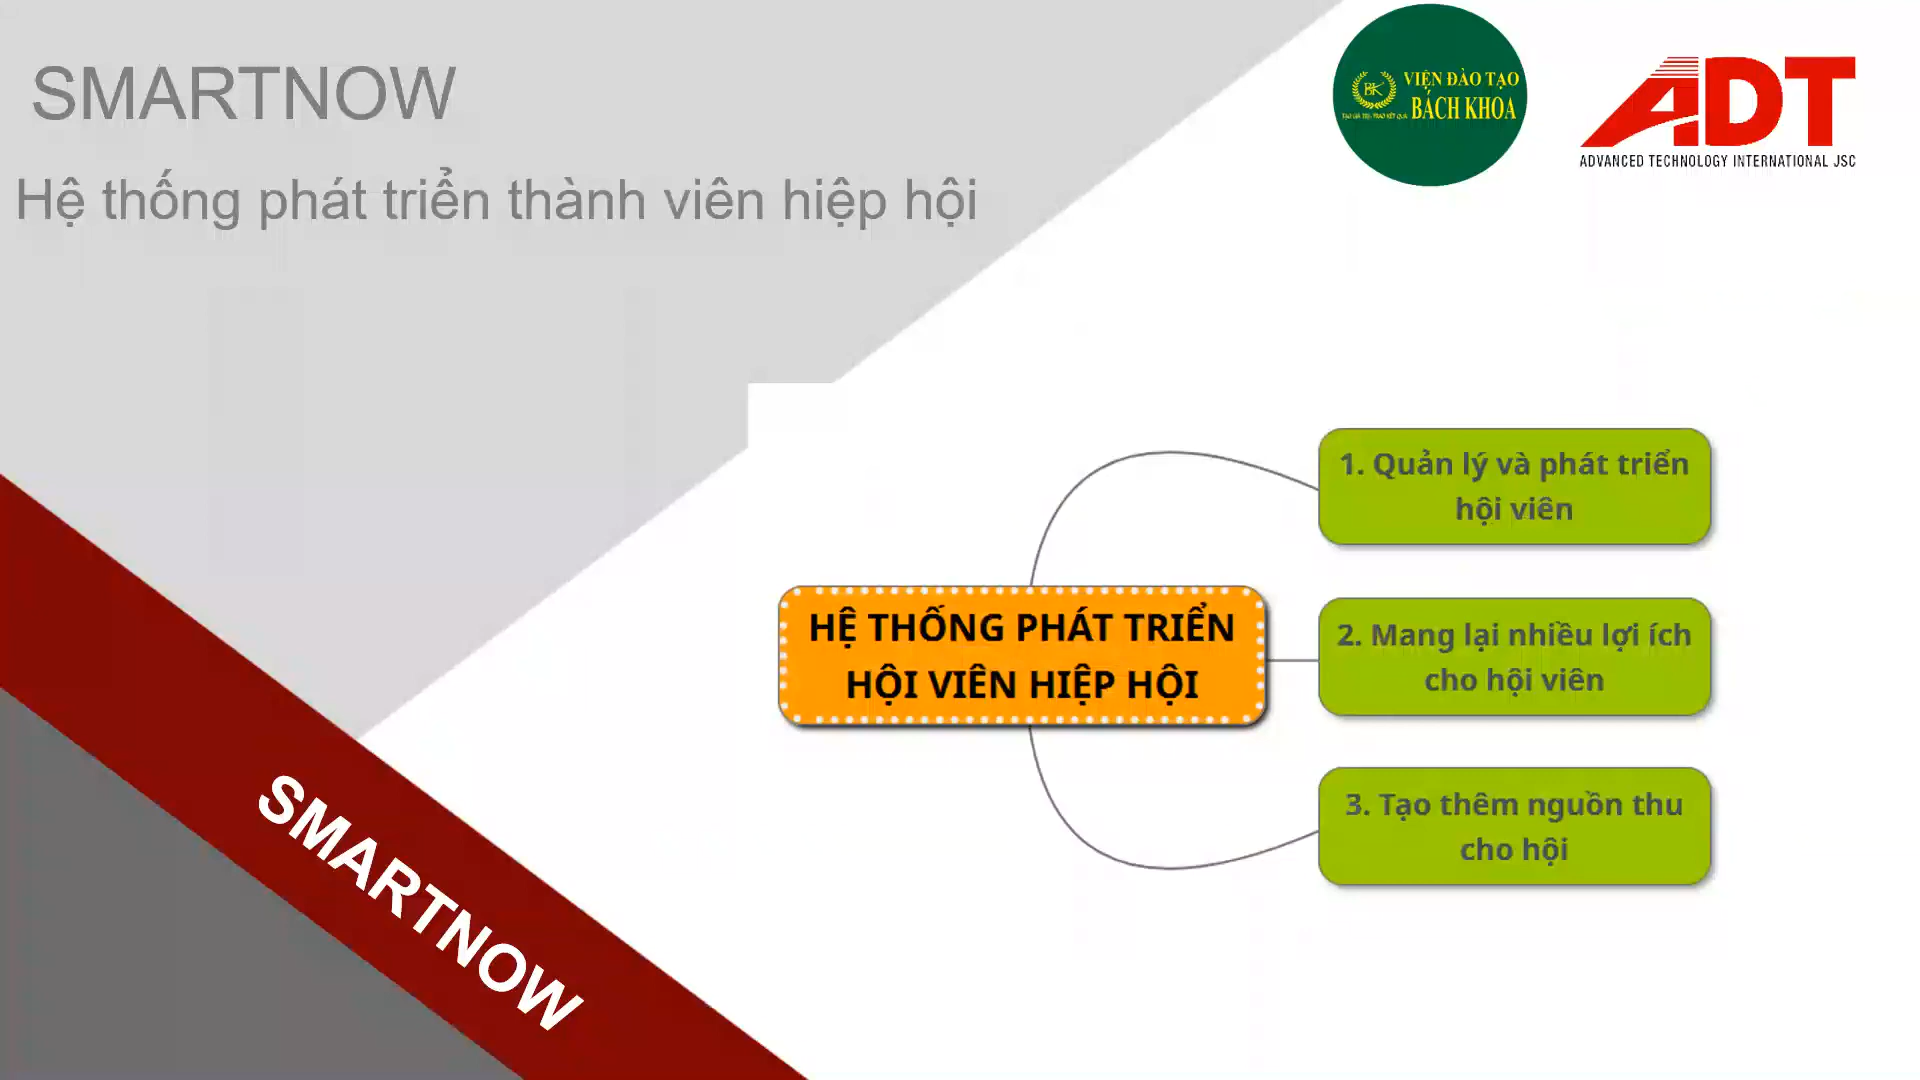 SMARTNOW
Hệ thống phát triển thành viên hiệp hội
VIỆN ĐÀO TẠO
BÁCH KHOA
BK
ADT
ADVANCED TECHNOLOGY INTERNATIONAL JSC
1. Quản lý và phát triển
hội viên
HỆ THỐNG PHÁT TRIỂN
HỘI VIÊN HIỆP HỘI
2. Mang lại nhiều lợi ích
cho hội viên
3. Tạo thêm nguồn thu
cho hội
SMARTNOW